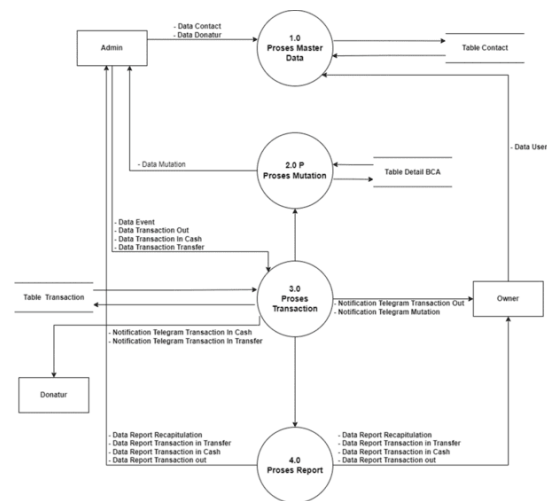 - Data Contact
- Data Donatur
Admin
1.0
Proses Master
Data
Table Contact
- Data User
- Data Mutation
2.0 P
Proses Mutation
Table Detail BCA
- Data Event
- Data Transaction Out
- Data Transaction In Cash
- Data Transaction Transfer
Table Transaction
3.0
Proses
Transaction
- Notification Telegram Transaction Out
- Notification Telegram Mutation
Owner
- Notification Telegram Transaction In Cash
- Notification Telegram Transaction In Transfer
Donatur
- Data Report Recapitulation
- Data Report Transaction in Transfer
- Data Report Transaction in Cash
- Data Report Transaction out
4.0
Proses Report
- Data Report Recapitulation
- Data Report Transaction in Transfer
- Data Report Transaction in Cash
- Data Report Transaction out